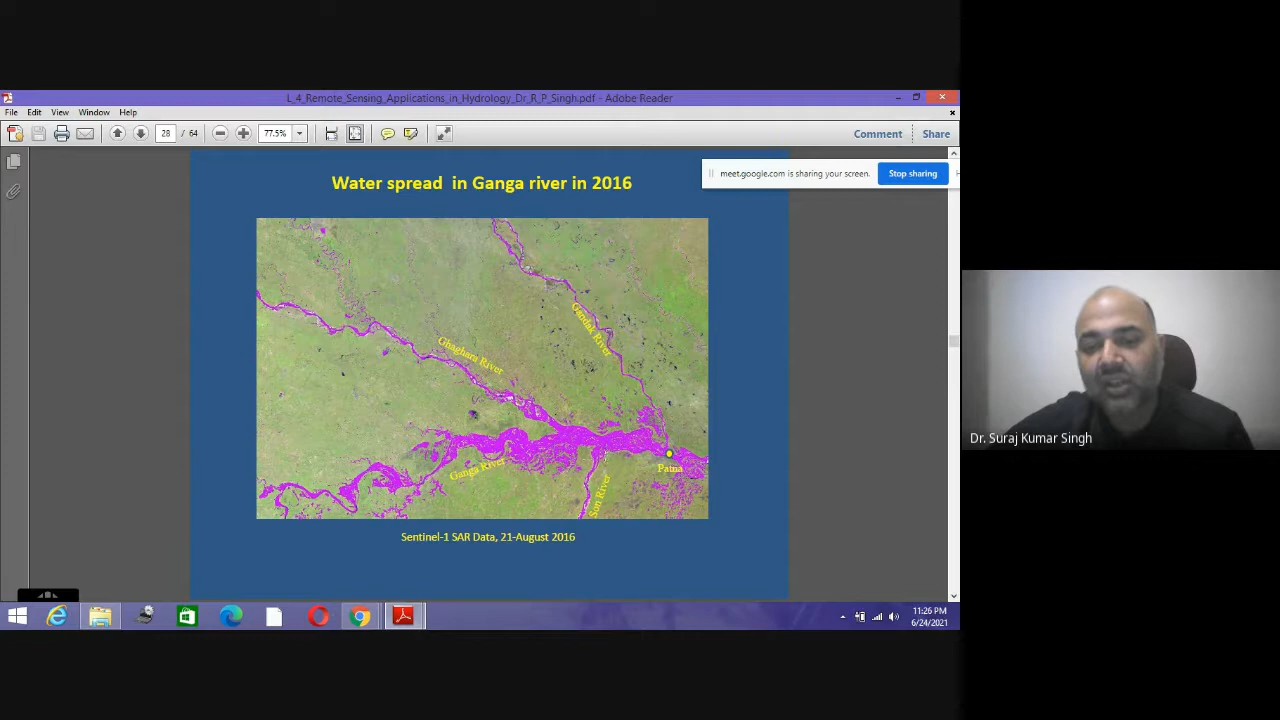 L_4_Remote_Sensing_Applications_in_Hydrology_Dr_R_P_Singh.pdf - Adobe Reader
File Edit View Window Help
28 / 64
77.5%
Comment Share
meet.google.com is sharing your screen.
Stop sharing
Water spread in Ganga river in 2016
Gandak River
Ghaghara River
Ganga River
Son River
Patna
Sentinel-1 SAR Data, 21-August 2016
Dr. Suraj Kumar Singh
11:26 PM
6/24/2021